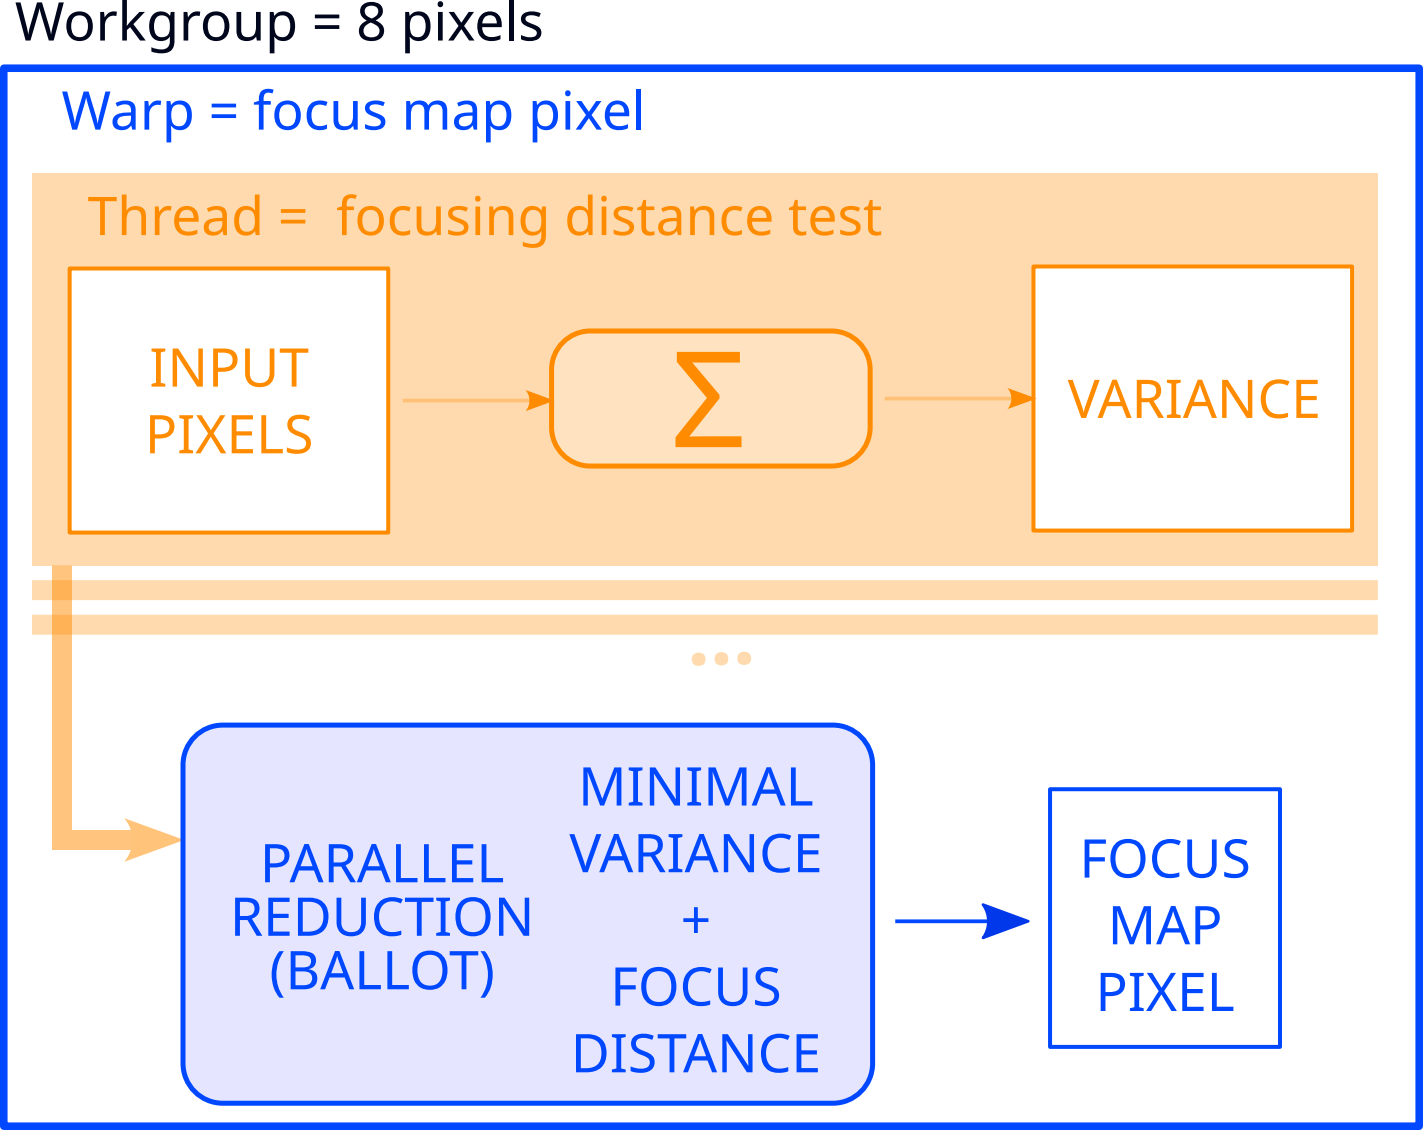 Workgroup = 8 pixels
Warp = focus map pixel
Thread =  focusing distance test
INPUT
PIXELS
Σ
VARIANCE
...
PARALLEL
REDUCTION
(BALLOT)
MINIMAL
VARIANCE
+
FOCUS
DISTANCE
FOCUS
MAP
PIXEL